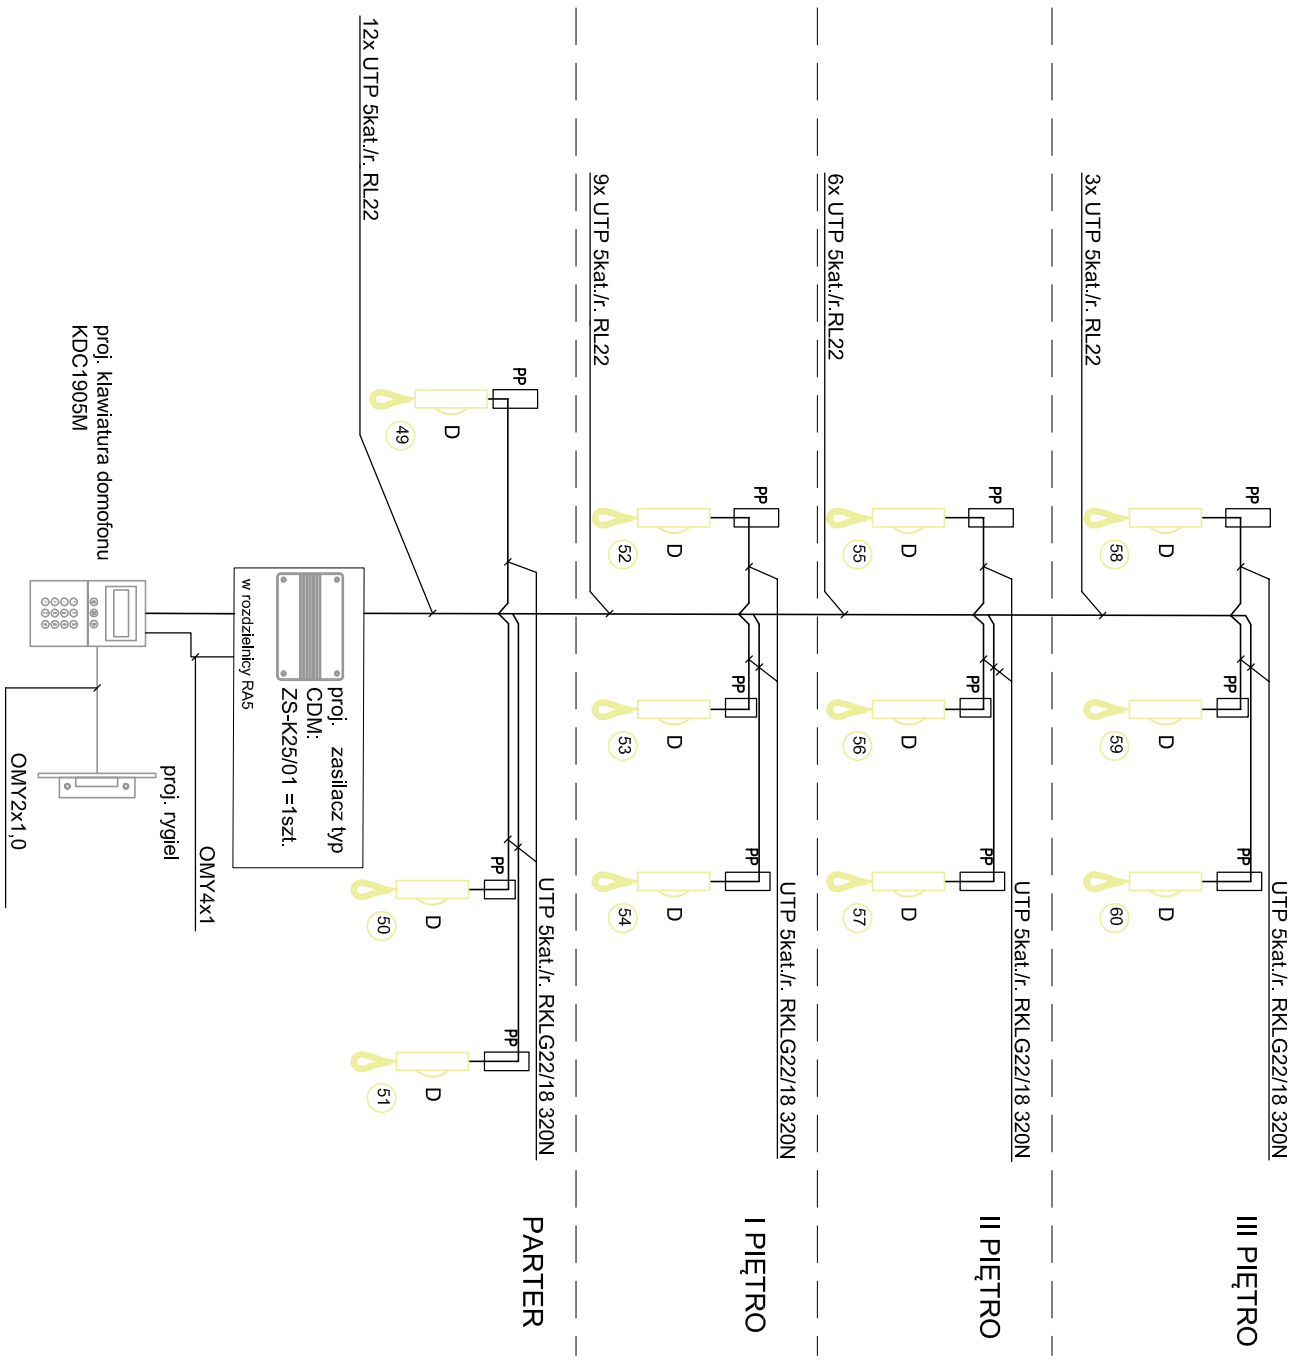 III PIĘTRO
3x UTP 5kat./r. RL22
UTP 5kat./r. RKLG22/18 320N
PP
D
58
PP
D
59
PP
D
60
II PIĘTRO
6x UTP 5kat./r.RL22
UTP 5kat./r. RKLG22/18 320N
PP
D
55
PP
D
56
PP
D
57
I PIĘTRO
9x UTP 5kat./r. RL22
UTP 5kat./r. RKLG22/18 320N
PP
D
52
PP
D
53
PP
D
54
PARTER
12x UTP 5kat./r. RL22
UTP 5kat./r. RKLG22/18 320N
PP
D
49
PP
D
50
PP
D
51
proj. zasilacz typ
CDM:
ZS-K25/01 =1szt.
w rozdzielnicy RA5
OMY4x1
proj. rygiel
proj. klawiatura domofonu
KDC1905M
OMY2x1,0